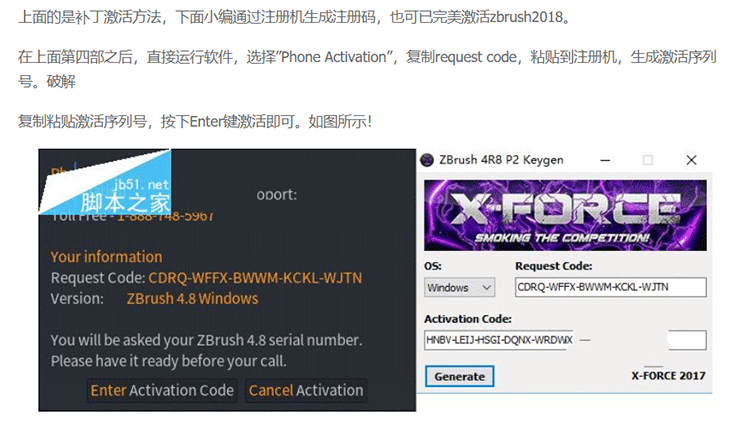 上面的是补丁激活方法，下面小编通过注册机生成注册码，也可已完美激活zbrush2018。
在上面第四部之后，直接运行软件，选择”Phone Activation”，复制request code，粘贴到注册机，生成激活序列
号。破解
复制粘贴激活序列号，按下Enter键激活即可。如图所示！
jb51.net
脚本之家
pport:
Toll Free - 1-888-748-5967
Your information
Request Code: CDRQ-WFFX-BWWM-KCKL-WJTN
Version: ZBrush 4.8 Windows
You will be asked your ZBrush 4.8 serial number.
Please have it ready before your call.
Enter Activation Code
Cancel Activation
ZBrush 4R8 P2 Keygen
X-FORCE
SMOKING THE COMPETITION!
OS:
Request Code:
Windows
CDRQ-WFFX-BWWM-KCKL-WJTN
Activation Code:
HNBV-LEIJ-HSGI-DQNX-WRDWX
Generate
X-FORCE 2017